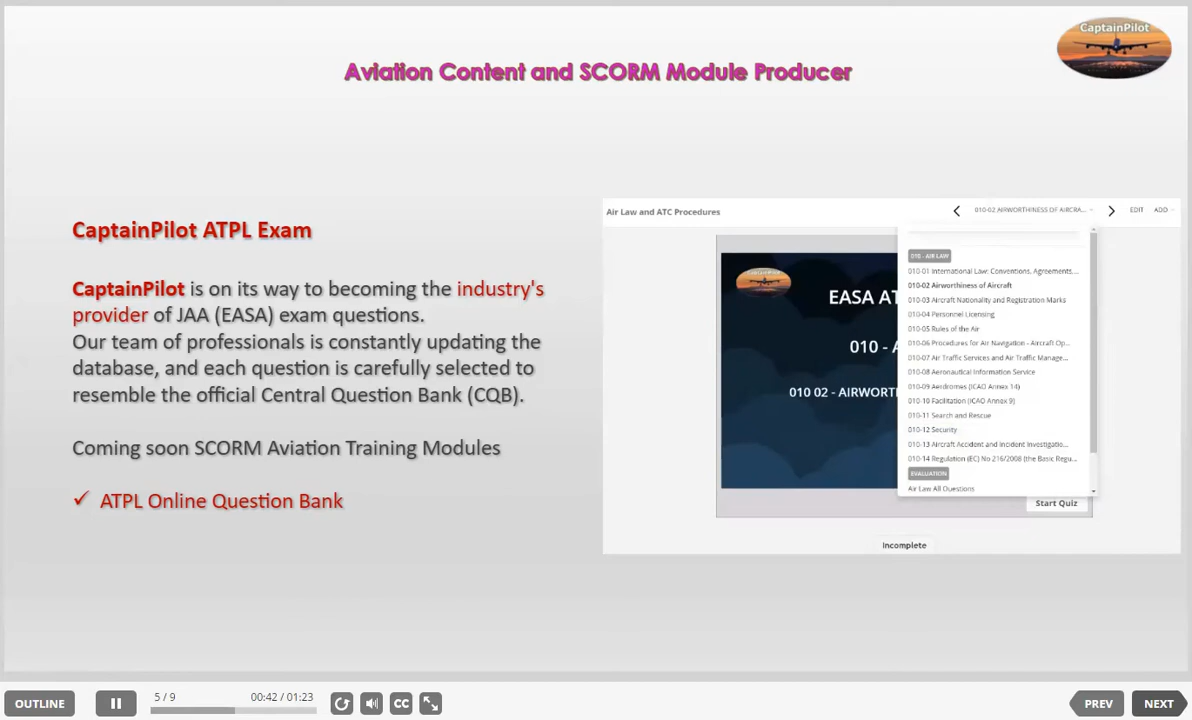 CaptainPilot
Aviation Content and SCORM Module Producer
CaptainPilot ATPL Exam
CaptainPilot is on its way to becoming the industry's
provider of JAA (EASA) exam questions.
Our team of professionals is constantly updating the
database, and each question is carefully selected to
resemble the official Central Question Bank (CQB).
Coming soon SCORM Aviation Training Modules
✓ ATPL Online Question Bank
Air Law and ATC Procedures
010-02 AIRWORTHINESS OF AIRCRA...
EDIT
ADD
CaptainPilot
EASA AT
010 - A
010 02 - AIRWORTH
010 - AIR LAW
010-01 International Law: Conventions, Agreements,...
010-02 Airworthiness of Aircraft
010-03 Aircraft Nationality and Registration Marks
010-04 Personnel Licensing
010-05 Rules of the Air
010-06 Procedures for Air Navigation - Aircraft Op...
010-07 Air Traffic Services and Air Traffic Manage...
010-08 Aeronautical Information Service
010-09 Aerdromes (ICAO Annex 14)
010-10 Facilitation (ICAO Annex 9)
010-11 Search and Rescue
010-12 Security
010-13 Aircraft Accident and Incident Investigatio...
010-14 Regulation (EC) No 216/2008 (the Basic Regu...
EVALUATION
Air Law All Questions
Start Quiz
Incomplete
OUTLINE
5 / 9
00:42 / 01:23
CC
PREV
NEXT